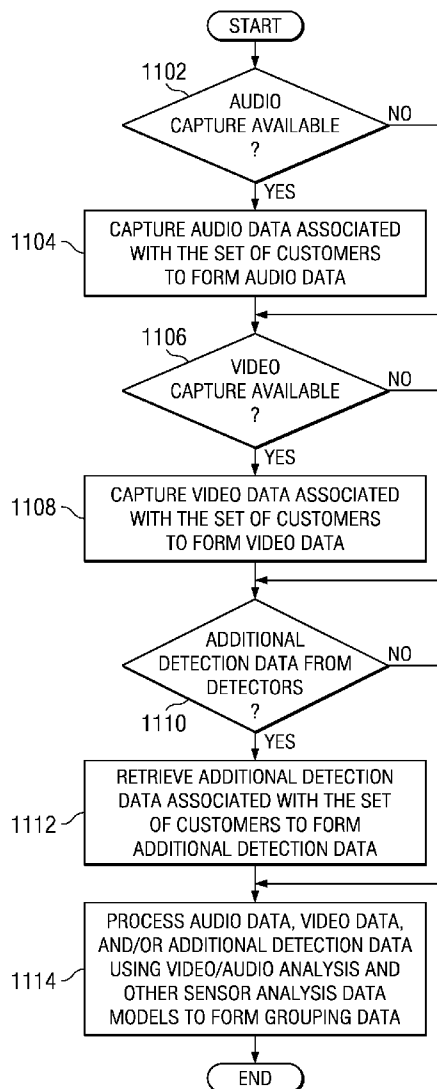 START
1102
AUDIO
CAPTURE AVAILABLE
?
NO
YES
1104
CAPTURE AUDIO DATA ASSOCIATED
WITH THE SET OF CUSTOMERS
TO FORM AUDIO DATA
1106
VIDEO
CAPTURE AVAILABLE
?
NO
YES
1108
CAPTURE VIDEO DATA ASSOCIATED
WITH THE SET OF CUSTOMERS
TO FORM VIDEO DATA
ADDITIONAL
DETECTION DATA FROM
DETECTORS
?
NO
1110
YES
1112
RETRIEVE ADDITIONAL DETECTION
DATA ASSOCIATED WITH THE SET
OF CUSTOMERS TO FORM
ADDITIONAL DETECTION DATA
1114
PROCESS AUDIO DATA, VIDEO DATA,
AND/OR ADDITIONAL DETECTION DATA
USING VIDEO/AUDIO ANALYSIS AND
OTHER SENSOR ANALYSIS DATA
MODELS TO FORM GROUPING DATA
END